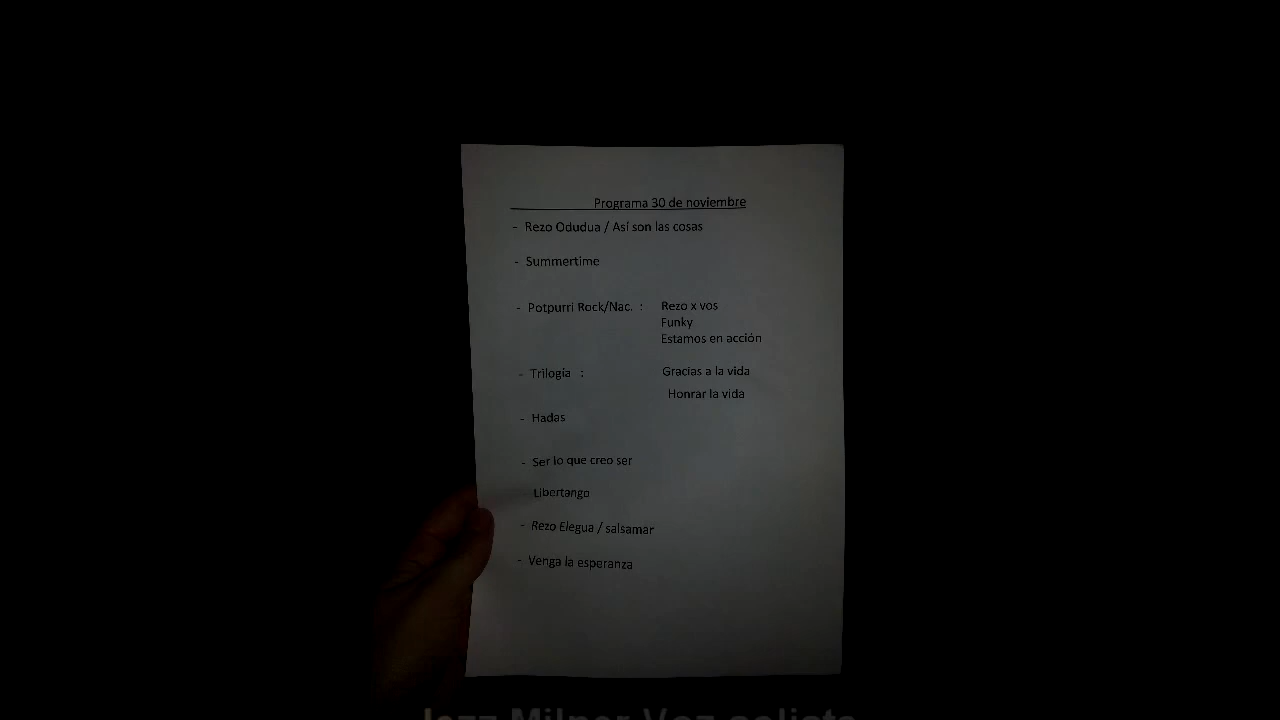 Programa 30 de noviembre
- Rezo Odudua / Así son las cosas
- Summertime
- Potpurri Rock/Nac. : Rezo x vos
Funky
Estamos en acción
- Trilogía : Gracias a la vida
Honrar la vida
- Hadas
- Ser lo que creo ser
Libertango
- Rezo Elegua / salsamar
- Venga la esperanza